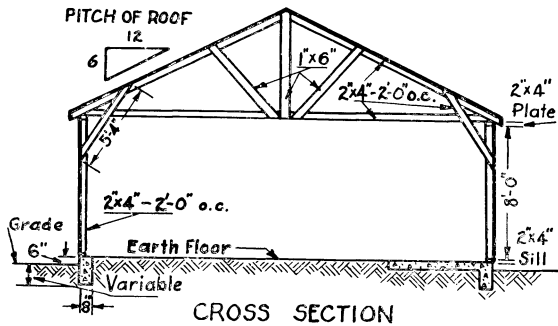 PITCH OF ROOF
12
6
1"x6"
2"x4"-2'-0" o.c.
2"x4"
Plate
5'-4"
8'-0"
2"x4"-2'-0" o.c.
Grade
6"
Earth Floor
2"x4"
Sill
Variable
8"
CROSS SECTION